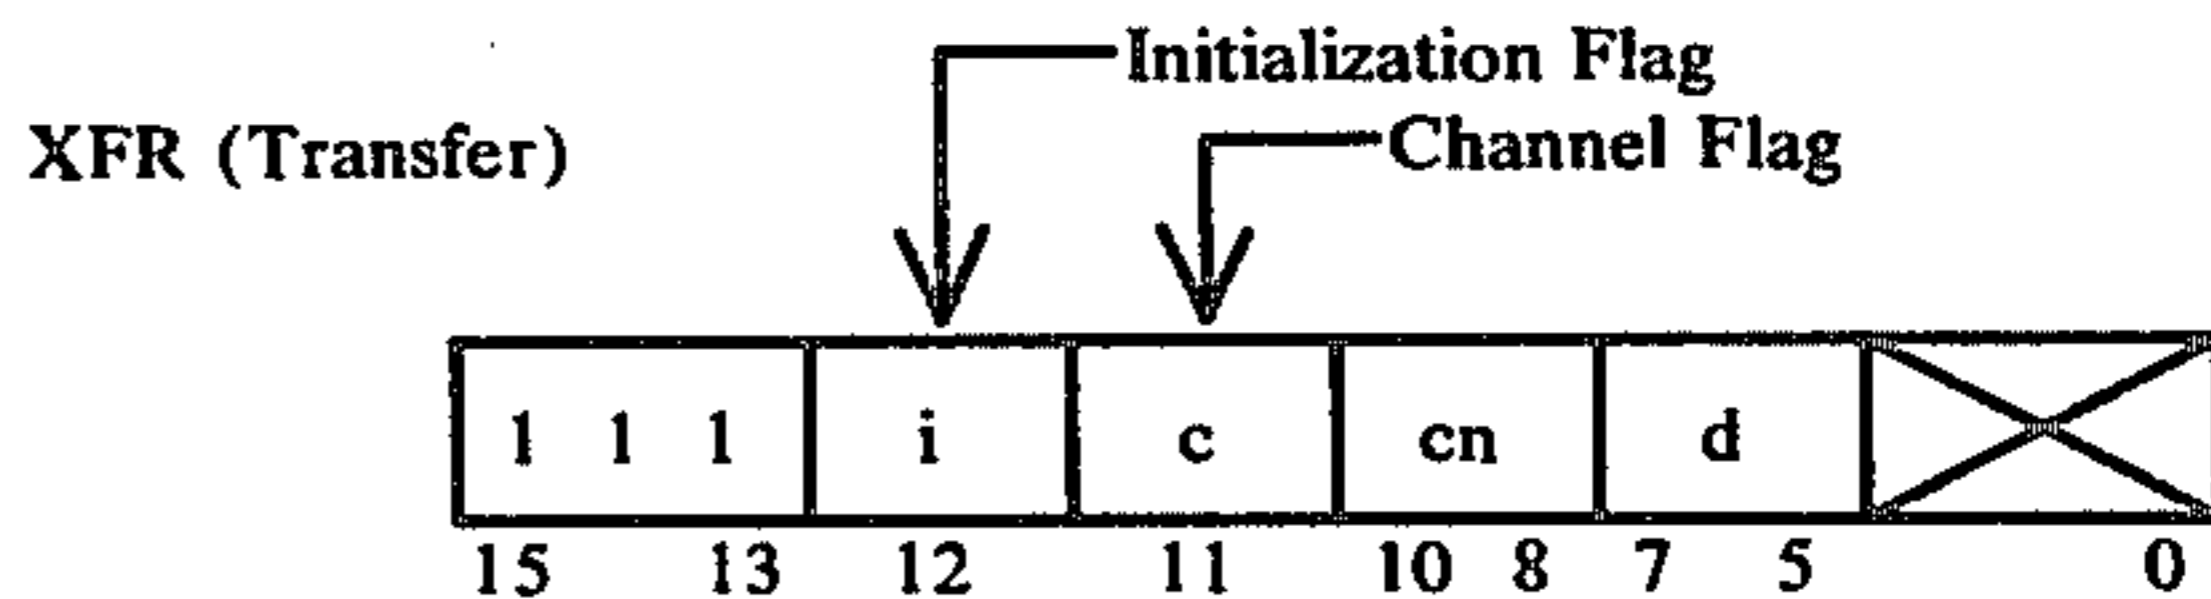 Initialization Flag
XFR (Transfer)
Channel Flag
1 1 1 i c cn d
15 13 12 11 10 8 7 5 0